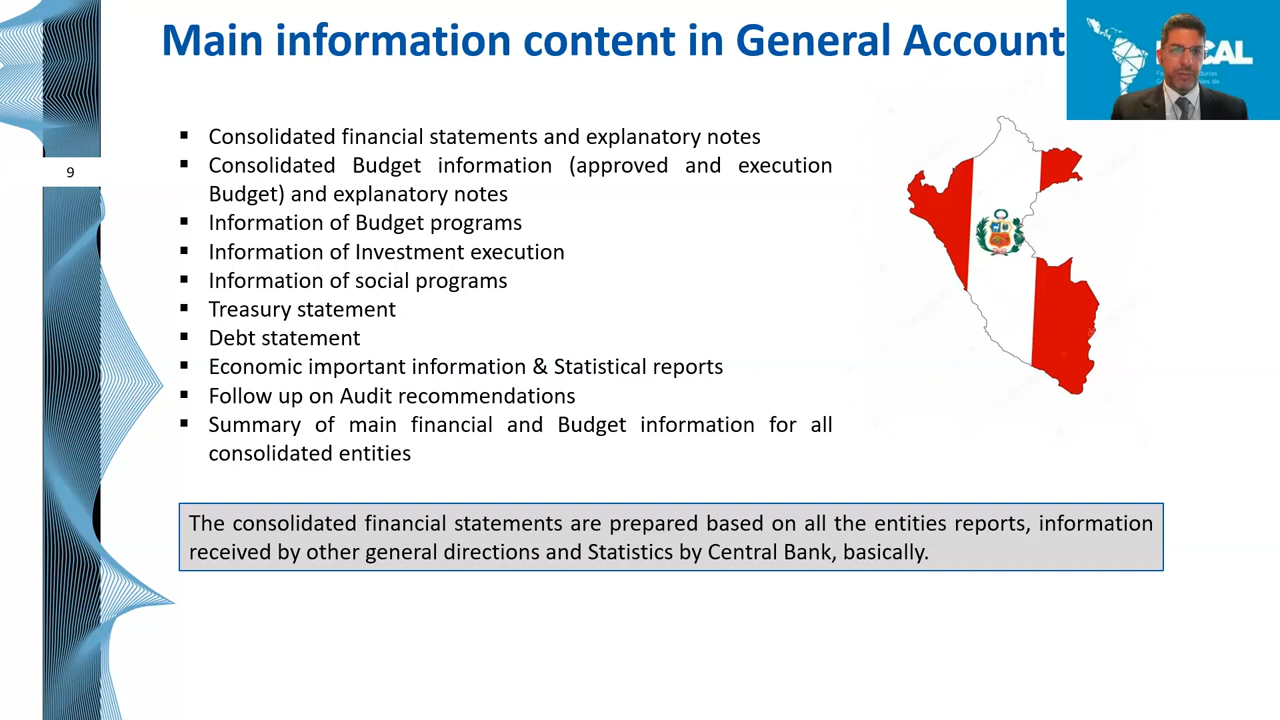 Main information content in General Account
CAL
9
▪ Consolidated financial statements and explanatory notes
▪ Consolidated Budget information (approved and execution
Budget) and explanatory notes
▪ Information of Budget programs
▪ Information of Investment execution
▪ Information of social programs
▪ Treasury statement
▪ Debt statement
▪ Economic important information & Statistical reports
▪ Follow up on Audit recommendations
▪ Summary of main financial and Budget information for all
consolidated entities
The consolidated financial statements are prepared based on all the entities reports, information
received by other general directions and Statistics by Central Bank, basically.